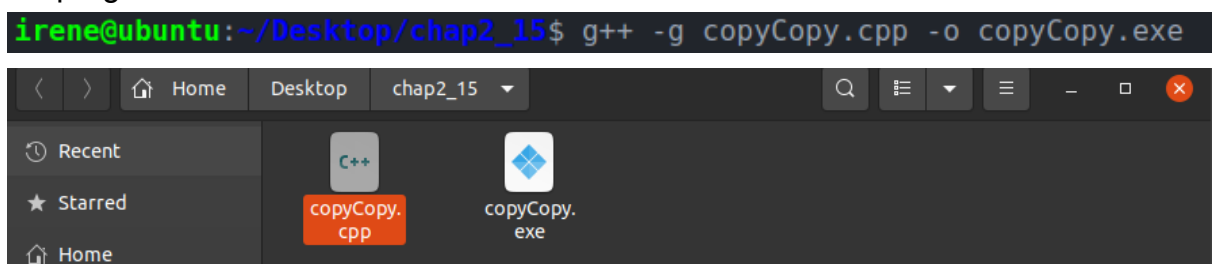 irene@ubuntu:~/Desktop/chap2_15$ g++ -g copyCopy.cpp -o copyCopy.exe
Home Desktop chap2_15
Recent
Starred
Home
C++
copyCopy.
cpp
copyCopy.
exe